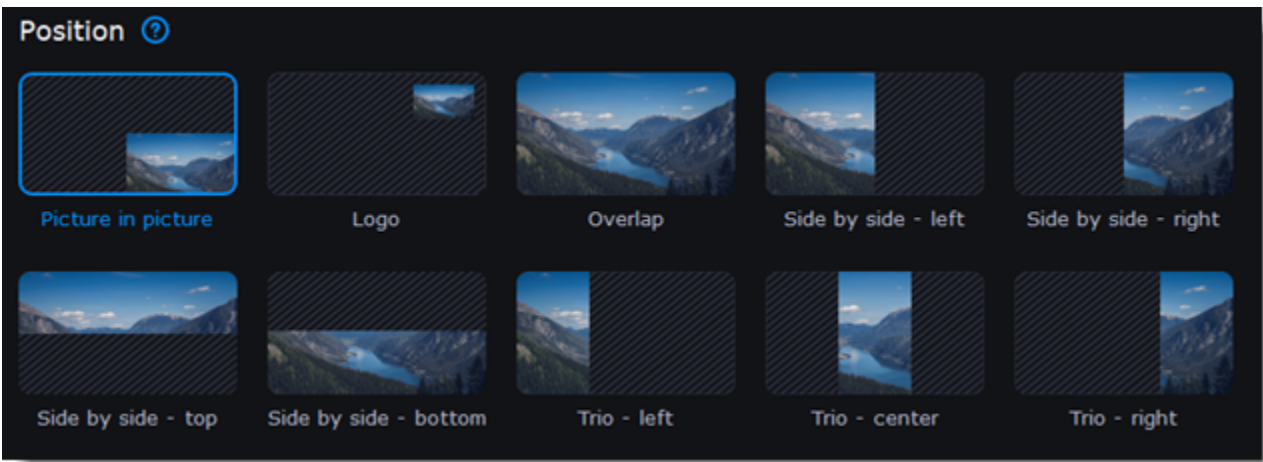 Position ?
Picture in picture
Logo
Overlap
Side by side - left
Side by side - right
Side by side - top
Side by side - bottom
Trio - left
Trio - center
Trio - right